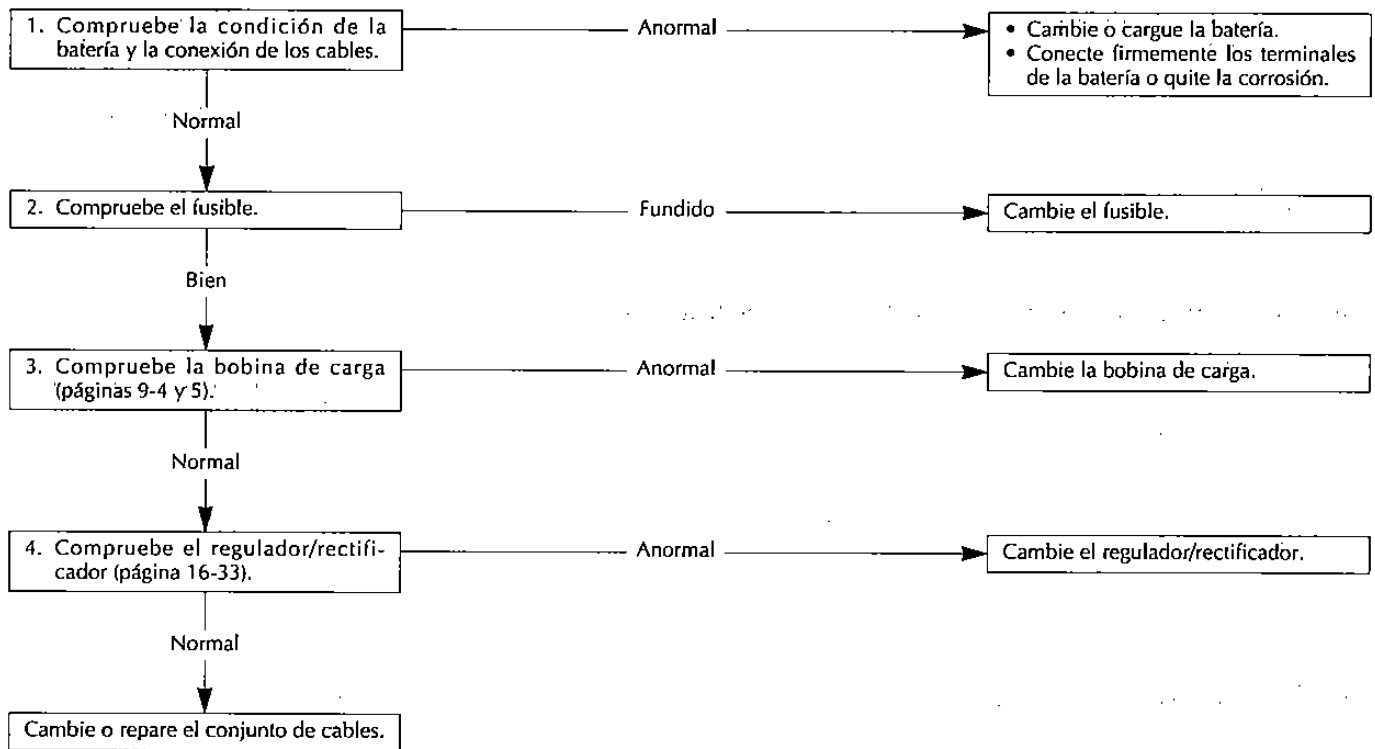 1. Compruebe la condición de la
batería y la conexión de los cables.
Anormal
• Cambie o cargue la batería.
• Conecte firmemente los terminales
de la batería o quite la corrosión.
Normal
2. Compruebe el fusible.
Fundido
Cambie el fusible.
Bien
3. Compruebe la bobina de carga
(páginas 9-4 y 5).
Anormal
Cambie la bobina de carga.
Normal
4. Compruebe el regulador/rectifi-
cador (página 16-33).
Anormal
Cambie el regulador/rectificador.
Normal
Cambie o repare el conjunto de cables.